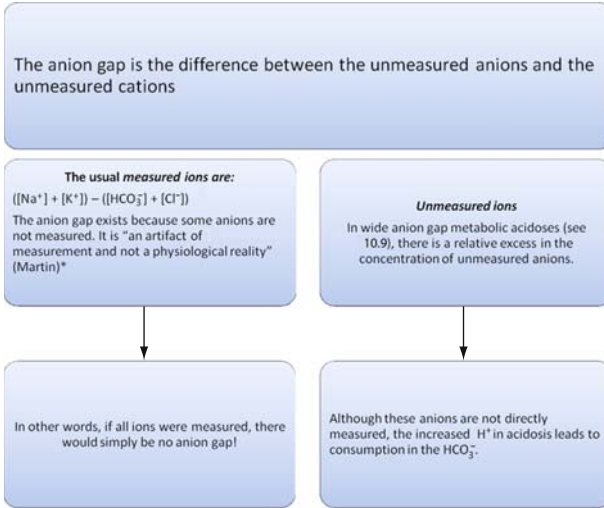 The anion gap is the difference between the unmeasured anions and the
unmeasured cations
The usual measured ions are:
([Na⁺] + [K⁺]) – ([HCO₃⁻] + [Cl⁻])
The anion gap exists because some anions are
not measured. It is “an artifact of
measurement and not a physiological reality”
(Martin)*
Unmeasured ions
In wide anion gap metabolic acidoses (see
10.9), there is a relative excess in the
concentration of unmeasured anions.
In other words, if all ions were measured, there
would simply be no anion gap!
Although these anions are not directly
measured, the increased H⁺ in acidosis leads to
consumption in the HCO₃⁻.